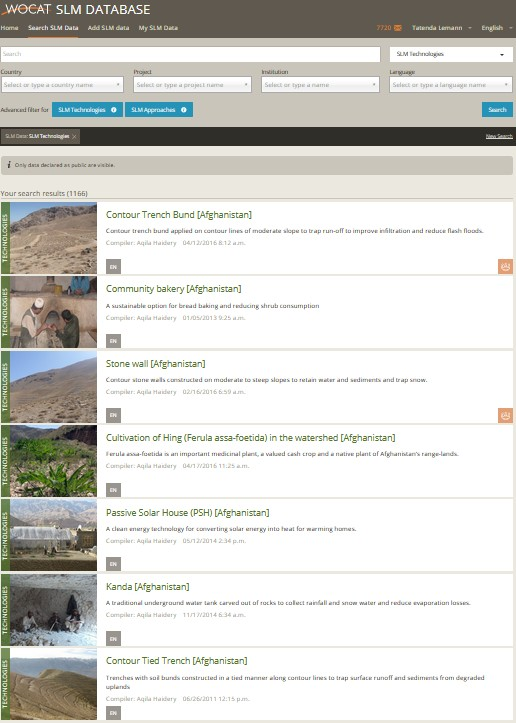 WOCAT SLM DATABASE
Home Search SLM Data Add SLM data My SLM Data 7720 Tatenda Lemann English
Search SLM Technologies
Country Project Institution Language
Select or type a country name Select or type a project name Select or type a name Select or type a language name
Advanced filter for SLM Technologies SLM Approaches Search
SLM Data: SLM Technologies × New Search
i Only data declared as public are visible.
Your search results (1166)
TECHNOLOGIES
Contour Trench Bund [Afghanistan]
Contour trench bund applied on contour lines of moderate slope to trap run-off to improve infiltration and reduce flash floods.
Compiler: Aqila Haidery 04/12/2016 8:12 a.m.
EN
TECHNOLOGIES
Community bakery [Afghanistan]
A sustainable option for bread baking and reducing shrub consumption
Compiler: Aqila Haidery 01/05/2013 9:25 a.m.
EN
TECHNOLOGIES
Stone wall [Afghanistan]
Contour stone walls constructed on moderate to steep slopes to retain water and sediments and trap snow.
Compiler: Aqila Haidery 02/16/2016 6:59 a.m.
EN
TECHNOLOGIES
Cultivation of Hing (Ferula assa-foetida) in the watershed [Afghanistan]
Ferula assa-foetida is an important medicinal plant, a valued cash crop and a native plant of Afghanistan's range-lands.
Compiler: Aqila Haidery 04/17/2016 11:25 a.m.
EN
TECHNOLOGIES
Passive Solar House (PSH) [Afghanistan]
A clean energy technology for converting solar energy into heat for warming homes.
Compiler: Aqila Haidery 05/12/2014 2:34 p.m.
EN
TECHNOLOGIES
Kanda [Afghanistan]
A traditional underground water tank carved out of rocks to collect rainfall and snow water and reduce evaporation losses.
Compiler: Aqila Haidery 11/17/2014 6:34 a.m.
EN
TECHNOLOGIES
Contour Tied Trench [Afghanistan]
Trenches with soil bunds constructed in a tied manner along contour lines to trap surface runoff and sediments from degraded
uplands
Compiler: Aqila Haidery 06/26/2011 12:15 p.m.
EN